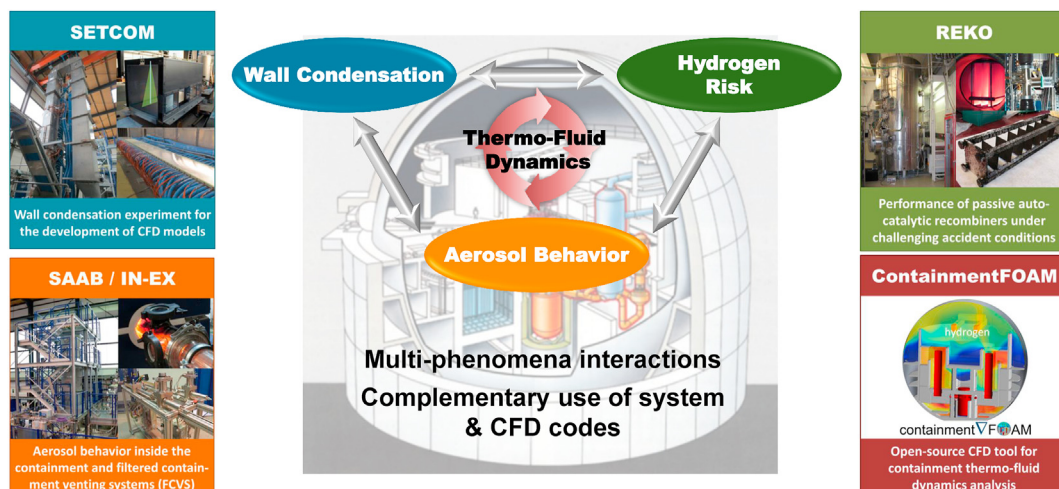 SETCOM
Wall condensation experiment for
the development of CFD models
SAAB / IN-EX
Aerosol behavior inside the
containment and filtered contain-
ment venting systems (FCVS)
Wall Condensation
Hydrogen
Risk
Thermo-Fluid
Dynamics
Aerosol Behavior
Multi-phenomena interactions
Complementary use of system
& CFD codes
REKO
Performance of passive auto-
catalytic recombiners under
challenging accident conditions
ContainmentFOAM
hydrogen
containment FOAM
Open-source CFD tool for
containment thermo-fluid
dynamics analysis